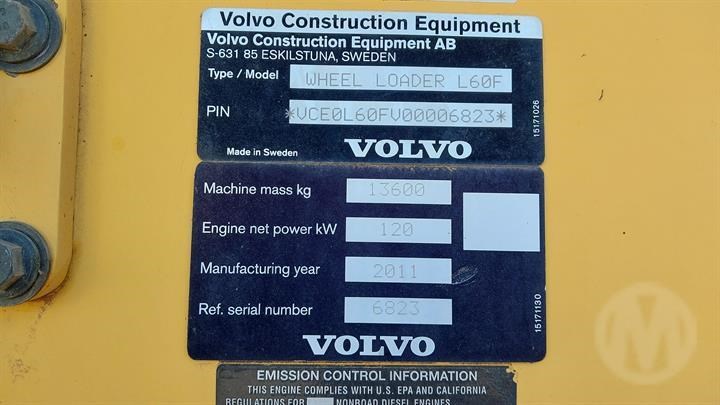 Volvo Construction Equipment
Volvo Construction Equipment AB
S-631 85 ESKILSTUNA, SWEDEN
Type / Model WHEEL LOADER L60F
PIN *VCE0L60FV00006823*
Made in Sweden VOLVO
15171026
Machine mass kg 13600
Engine net power kW 120
Manufacturing year 2011
Ref. serial number 6823
VOLVO
15171130
EMISSION CONTROL INFORMATION
THIS ENGINE COMPLIES WITH U.S. EPA AND CALIFORNIA
REGULATIONS FOR NONROAD DIESEL ENGINES
M